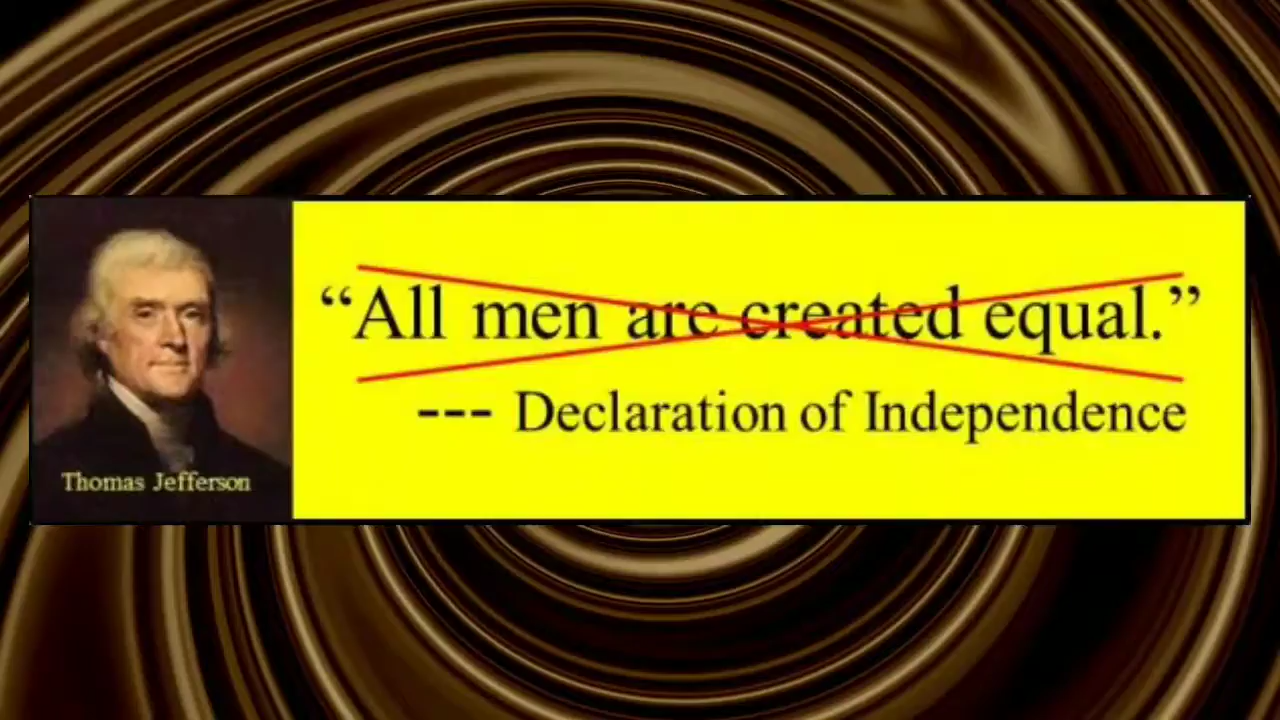 Thomas Jefferson
“All men are created equal.”
--- Declaration of Independence